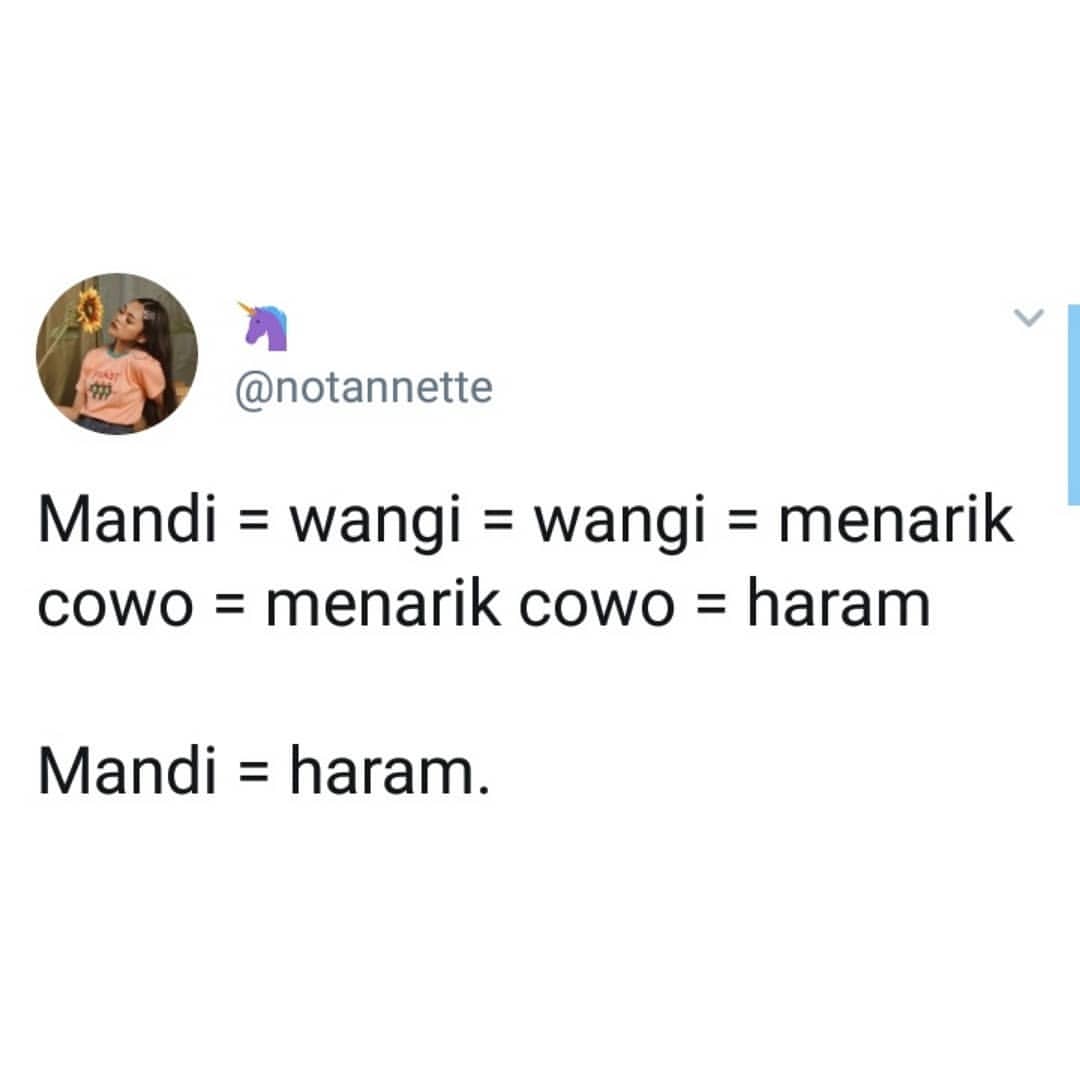 🦄
@notannette
Mandi = wangi = wangi = menarik
cowo = menarik cowo = haram
Mandi = haram.